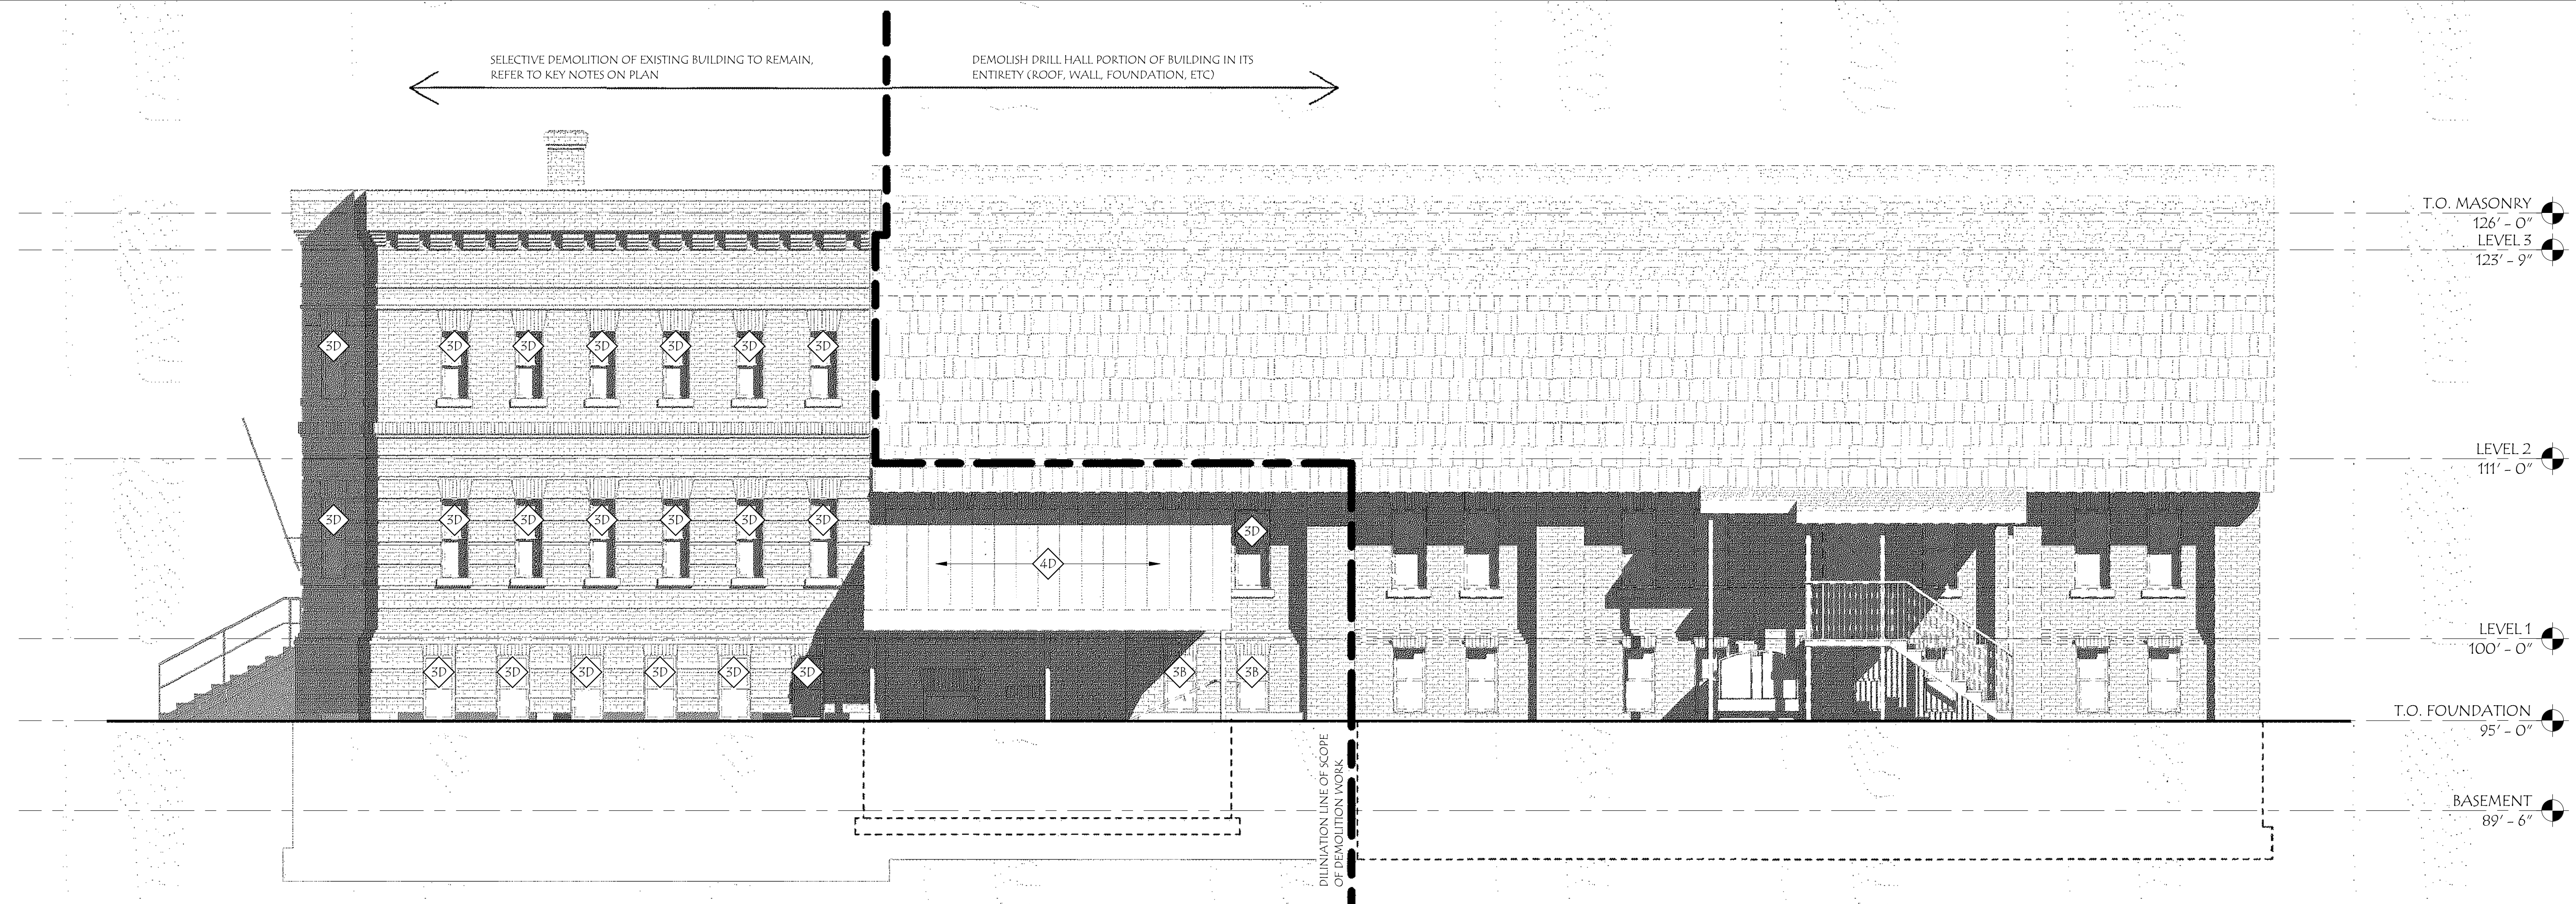 SELECTIVE DEMOLITION OF EXISTING BUILDING TO REMAIN,
REFER TO KEY NOTES ON PLAN
DEMOLISH DRILL HALL PORTION OF BUILDING IN ITS
ENTIRETY (ROOF, WALL, FOUNDATION, ETC)
T.O. MASONRY
126' - 0"
LEVEL 3
123' - 9"
3D 3D 3D 3D 3D 3D 3D
LEVEL 2
111' - 0"
3D 3D 3D 3D 3D 3D 3D 3D
4D
LEVEL 1
100' - 0"
3D 3D 3D 3D 3D 3D 3B 3B
T.O. FOUNDATION
95' - 0"
DILINIATION LINE OF SCOPE
OF DEMOLITION WORK
BASEMENT
89' - 6"